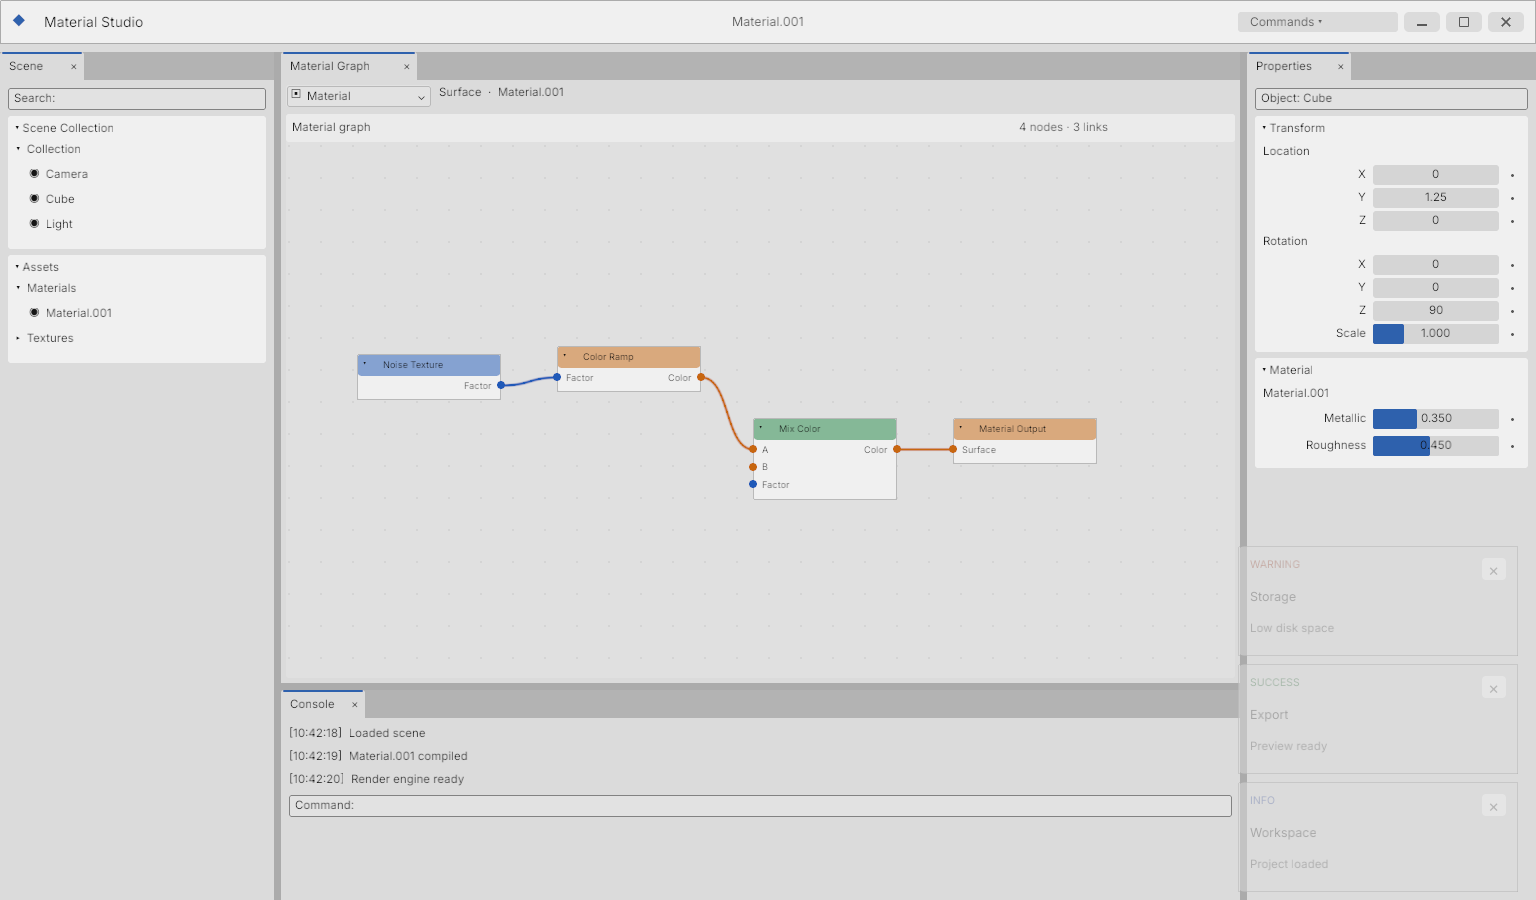 Material Studio
Material.001
Commands
Scene
Search:
Scene Collection
Collection
Camera
Cube
Light
Assets
Materials
Material.001
Textures
Material Graph
Material
Surface · Material.001
Material graph
4 nodes · 3 links
Noise Texture
Factor
Color Ramp
Factor Color
Mix Color
A Color
B
Factor
Material Output
Surface
Console
[10:42:18] Loaded scene
[10:42:19] Material.001 compiled
[10:42:20] Render engine ready
Command:
Properties
Object: Cube
Transform
Location
X 0
Y 1.25
Z 0
Rotation
X 0
Y 0
Z 90
Scale 1.000
Material
Material.001
Metallic 0.350
Roughness 0.450
WARNING
Storage
Low disk space
SUCCESS
Export
Preview ready
INFO
Workspace
Project loaded